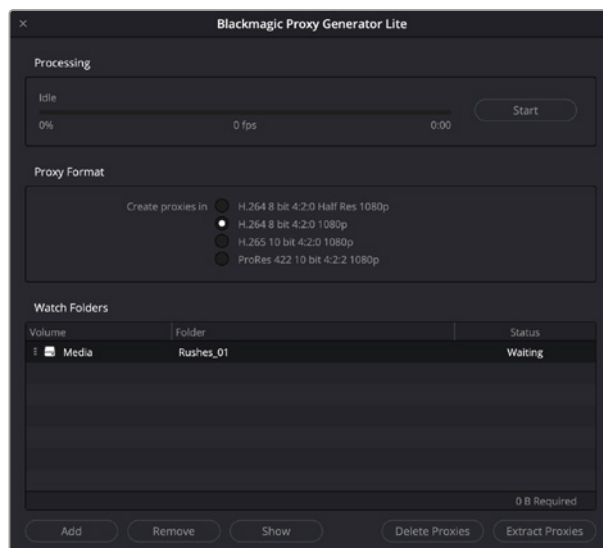 Blackmagic Proxy Generator Lite
Processing
Idle
0% 0 fps 0:00
Start
Proxy Format
Create proxies in H.264 8 bit 4:2:0 Half Res 1080p
H.264 8 bit 4:2:0 1080p
H.265 10 bit 4:2:0 1080p
ProRes 422 10 bit 4:2:2 1080p
Watch Folders
Volume Folder Status
Media Rushes_01 Waiting
0 B Required
Add Remove Show Delete Proxies Extract Proxies